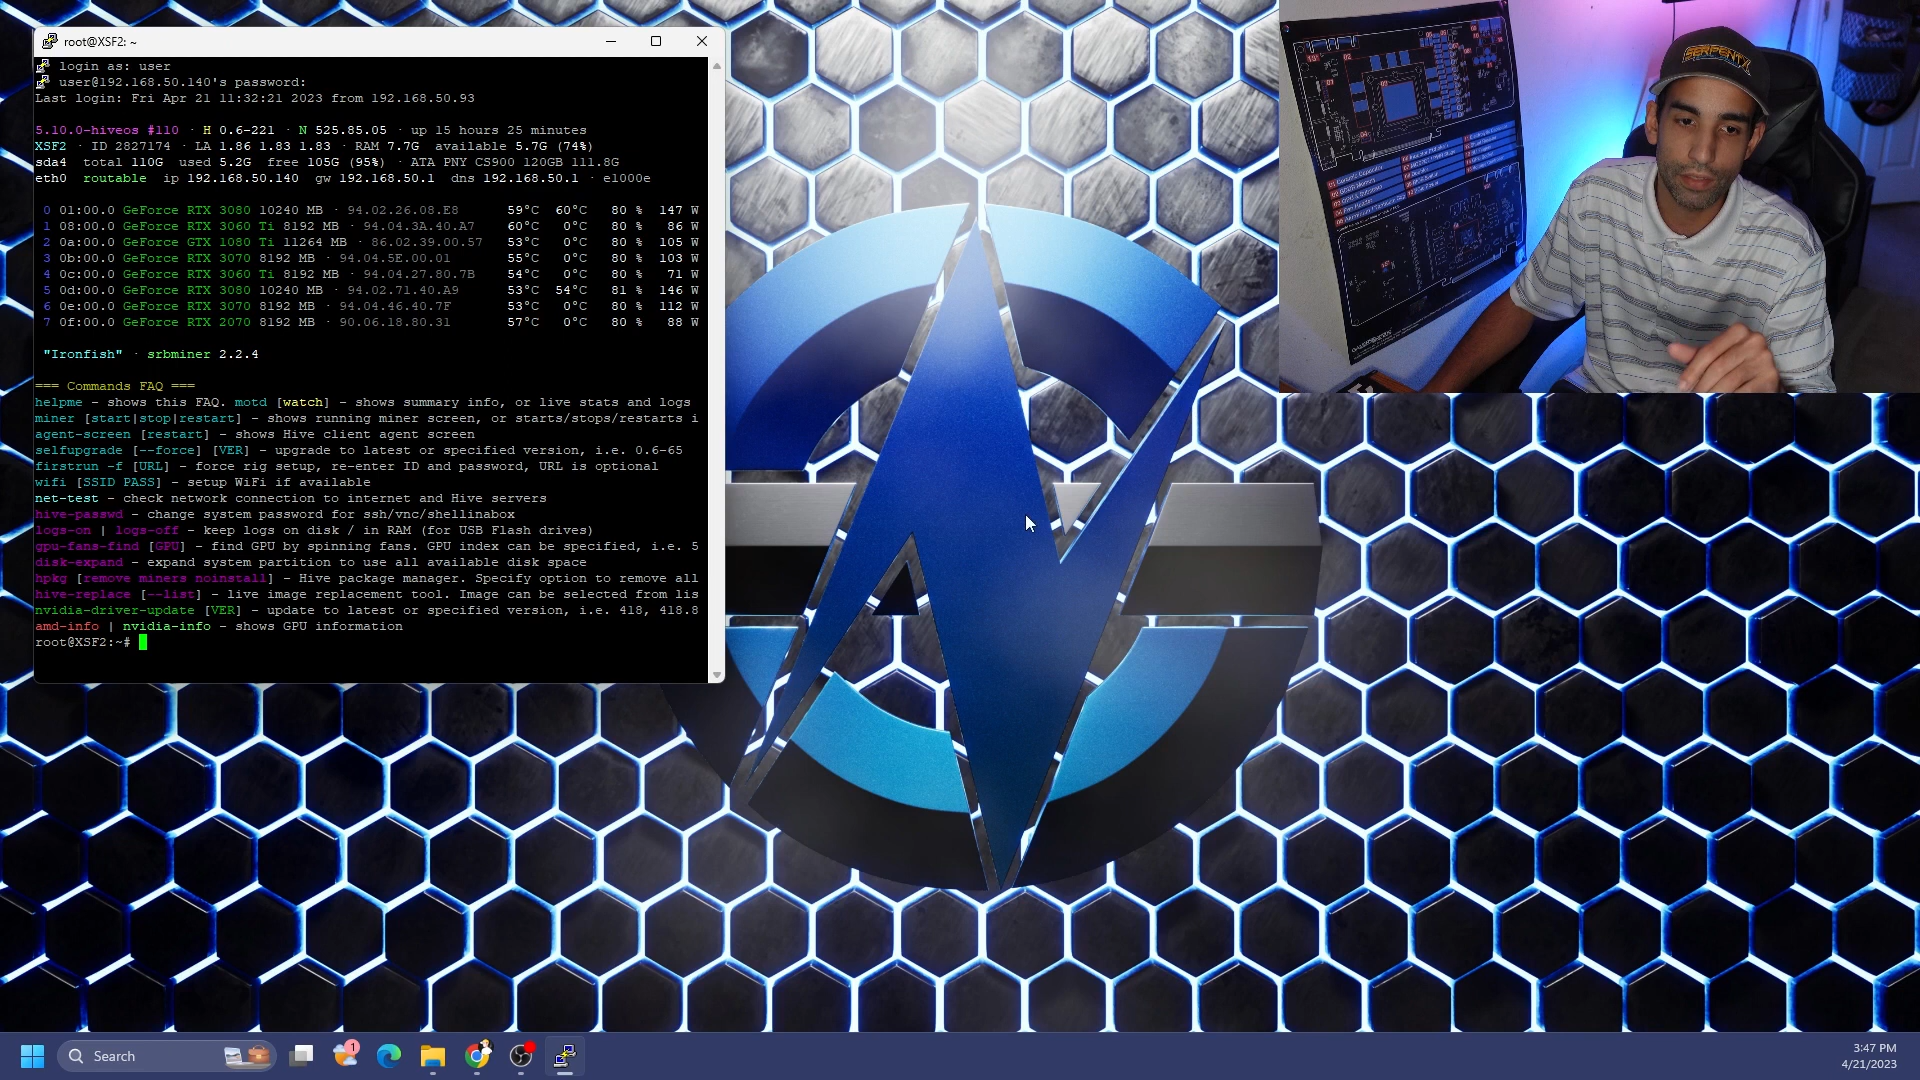 root@XSF2: ~
login as: user
user@192.168.50.140's password:
Last login: Fri Apr 21 11:32:21 2023 from 192.168.50.93
5.10.0-hiveos #110 · H 0.6-221 · N 525.85.05 · up 15 hours 25 minutes
XSF2 · ID 2827174 · LA 1.86 1.83 1.83 · RAM 7.7G available 5.7G (74%)
sda4 total 110G used 5.2G free 105G (95%) · ATA PNY CS900 120GB 111.8G
eth0 routable ip 192.168.50.140 gw 192.168.50.1 dns 192.168.50.1 · e1000e
0 01:00.0 GeForce RTX 3080 10240 MB · 94.02.26.08.E8 59°C 60°C 80 % 147 W
1 08:00.0 GeForce RTX 3060 Ti 8192 MB · 94.04.3A.40.A7 60°C 0°C 80 % 86 W
2 0a:00.0 GeForce GTX 1080 Ti 11264 MB · 86.02.39.00.57 53°C 0°C 80 % 105 W
3 0b:00.0 GeForce RTX 3070 8192 MB · 94.04.5E.00.01 55°C 0°C 80 % 103 W
4 0c:00.0 GeForce RTX 3060 Ti 8192 MB · 94.04.27.80.7B 54°C 0°C 80 % 71 W
5 0d:00.0 GeForce RTX 3080 10240 MB · 94.02.71.40.A9 53°C 54°C 81 % 146 W
6 0e:00.0 GeForce RTX 3070 8192 MB · 94.04.46.40.7F 53°C 0°C 80 % 112 W
7 0f:00.0 GeForce RTX 2070 8192 MB · 90.06.18.80.31 57°C 0°C 80 % 88 W
"Ironfish" · srbminer 2.2.4
=== Commands FAQ ===
helpme - shows this FAQ. motd [watch] - shows summary info, or live stats and logs
miner [start|stop|restart] - shows running miner screen, or starts/stops/restarts i
agent-screen [restart] - shows Hive client agent screen
selfupgrade [--force] [VER] - upgrade to latest or specified version, i.e. 0.6-65
firstrun -f [URL] - force rig setup, re-enter ID and password, URL is optional
wifi [SSID PASS] - setup WiFi if available
net-test - check network connection to internet and Hive servers
hive-passwd - change system password for ssh/vnc/shellinabox
logs-on | logs-off - keep logs on disk / in RAM (for USB Flash drives)
gpu-fans-find [GPU] - find GPU by spinning fans. GPU index can be specified, i.e. 5
disk-expand - expand system partition to use all available disk space
hpkg [remove miners noinstall] - Hive package manager. Specify option to remove all
hive-replace [--list] - live image replacement tool. Image can be selected from lis
nvidia-driver-update [VER] - update to latest or specified version, i.e. 418, 418.8
amd-info | nvidia-info - shows GPU information
root@XSF2:~#
SERPENTX
Search
1
3:47 PM
4/21/2023